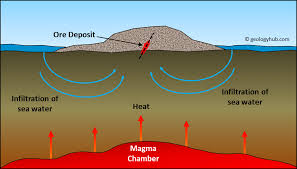 © geologyhub.com
Ore Deposit
Infiltration of
sea water
Heat
Infiltration of
sea water
Magma
Chamber